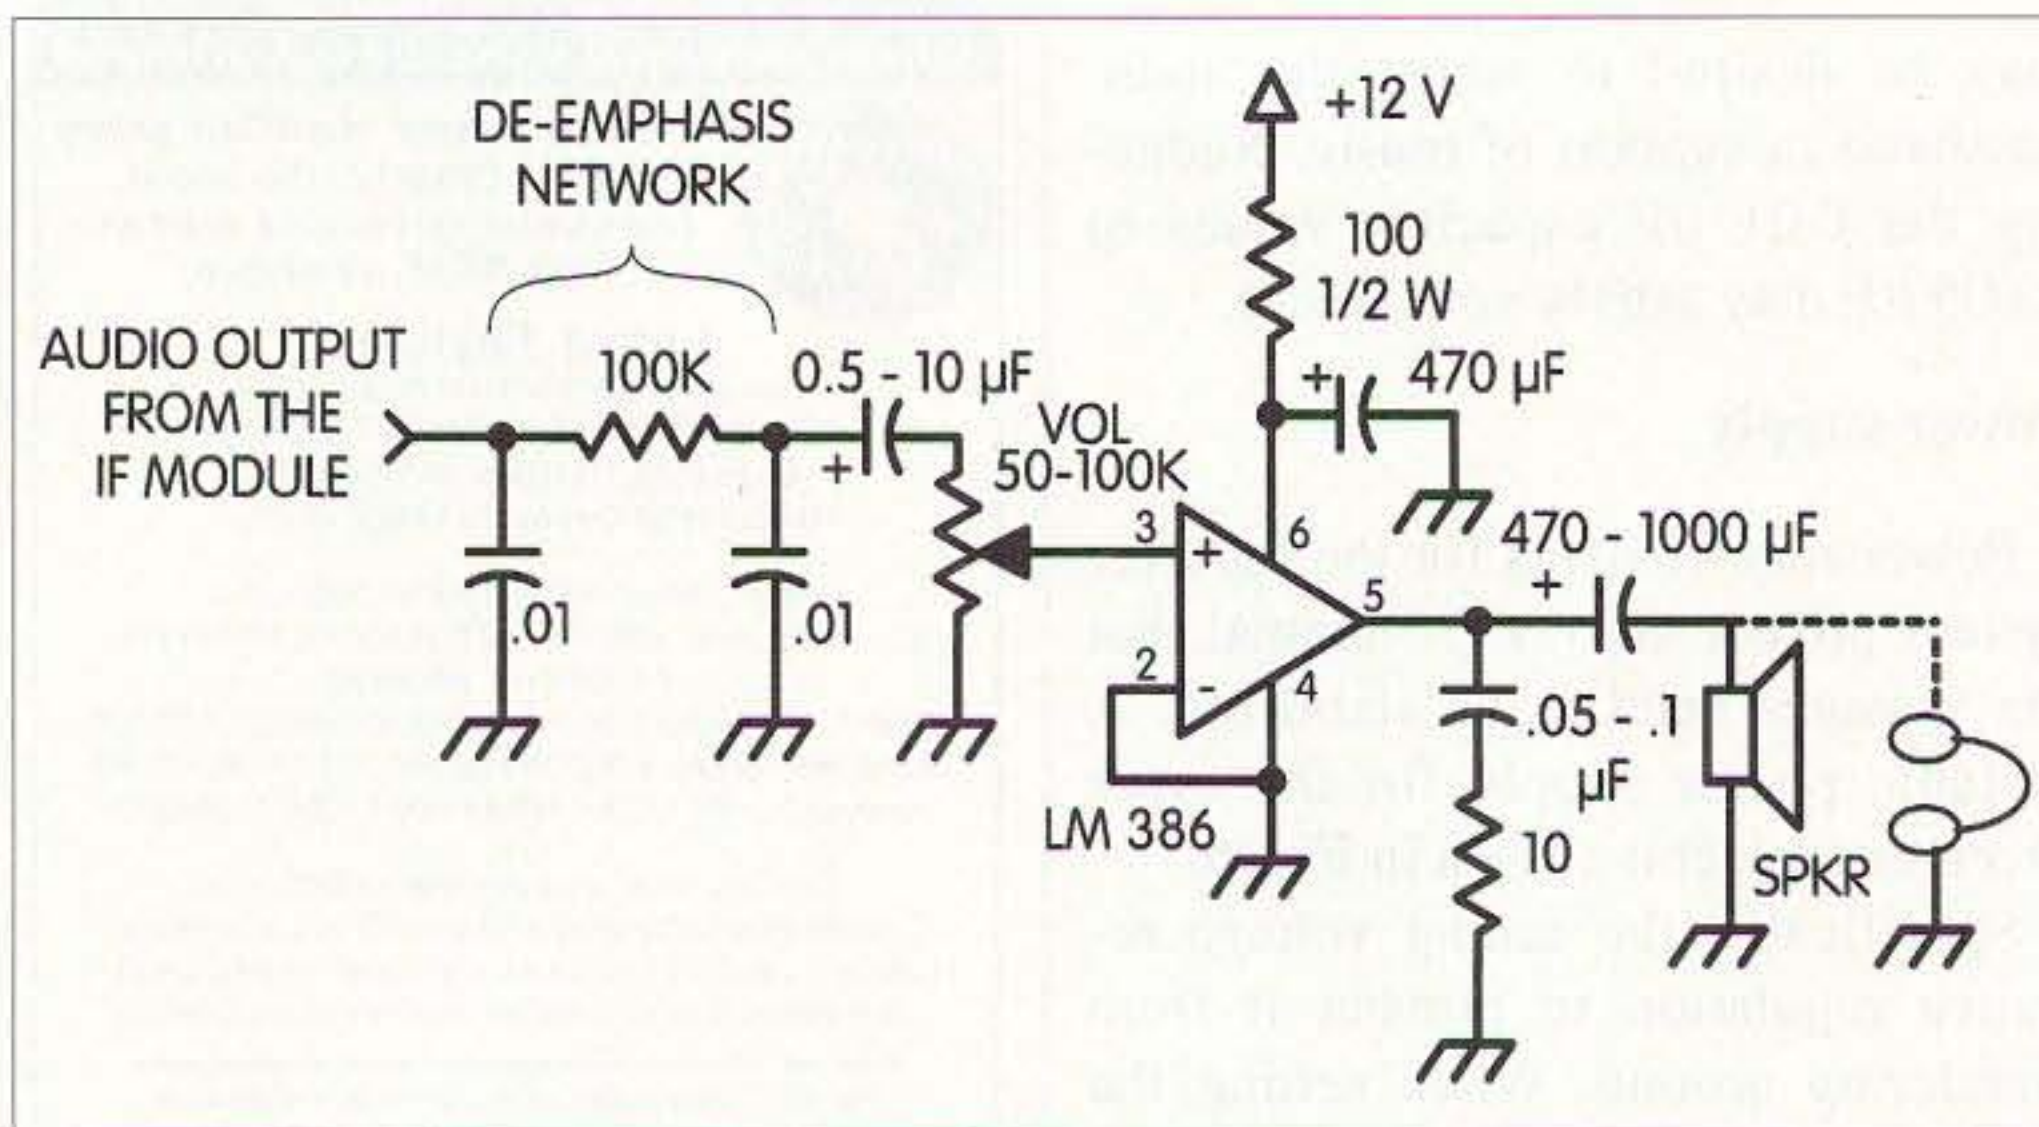 DE-EMPHASIS
NETWORK
AUDIO OUTPUT
FROM THE
IF MODULE
100K
0.5 - 10 µF
+
.01
.01
VOL
50-100K
+12 V
100
1/2 W
+
470 µF
3
+
2
-
6
5
4
LM 386
470 - 1000 µF
+
.05 - .1
µF
10
SPKR